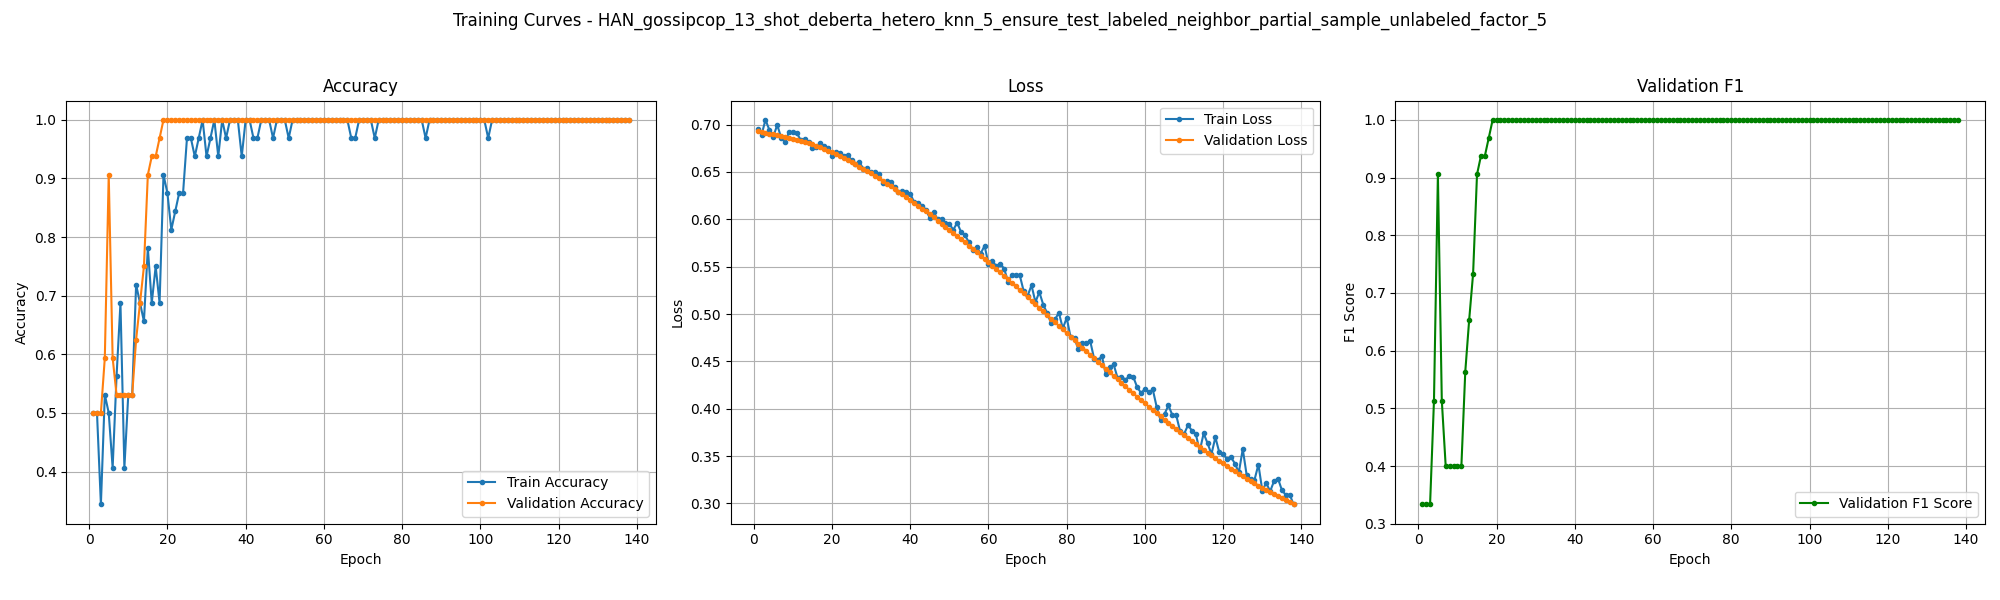 Training Curves - HAN_gossipcop_13_shot_deberta_hetero_knn_5_ensure_test_labeled_neighbor_partial_sample_unlabeled_factor_5
Accuracy
1.0
0.9
0.8
0.7
0.6
0.5
0.4
Accuracy
0 20 40 60 80 100 120 140
Epoch
Train Accuracy
Validation Accuracy
Loss
0.70
0.65
0.60
0.55
0.50
0.45
0.40
0.35
0.30
Loss
0 20 40 60 80 100 120 140
Epoch
Train Loss
Validation Loss
Validation F1
1.0
0.9
0.8
0.7
0.6
0.5
0.4
0.3
F1 Score
0 20 40 60 80 100 120 140
Epoch
Validation F1 Score